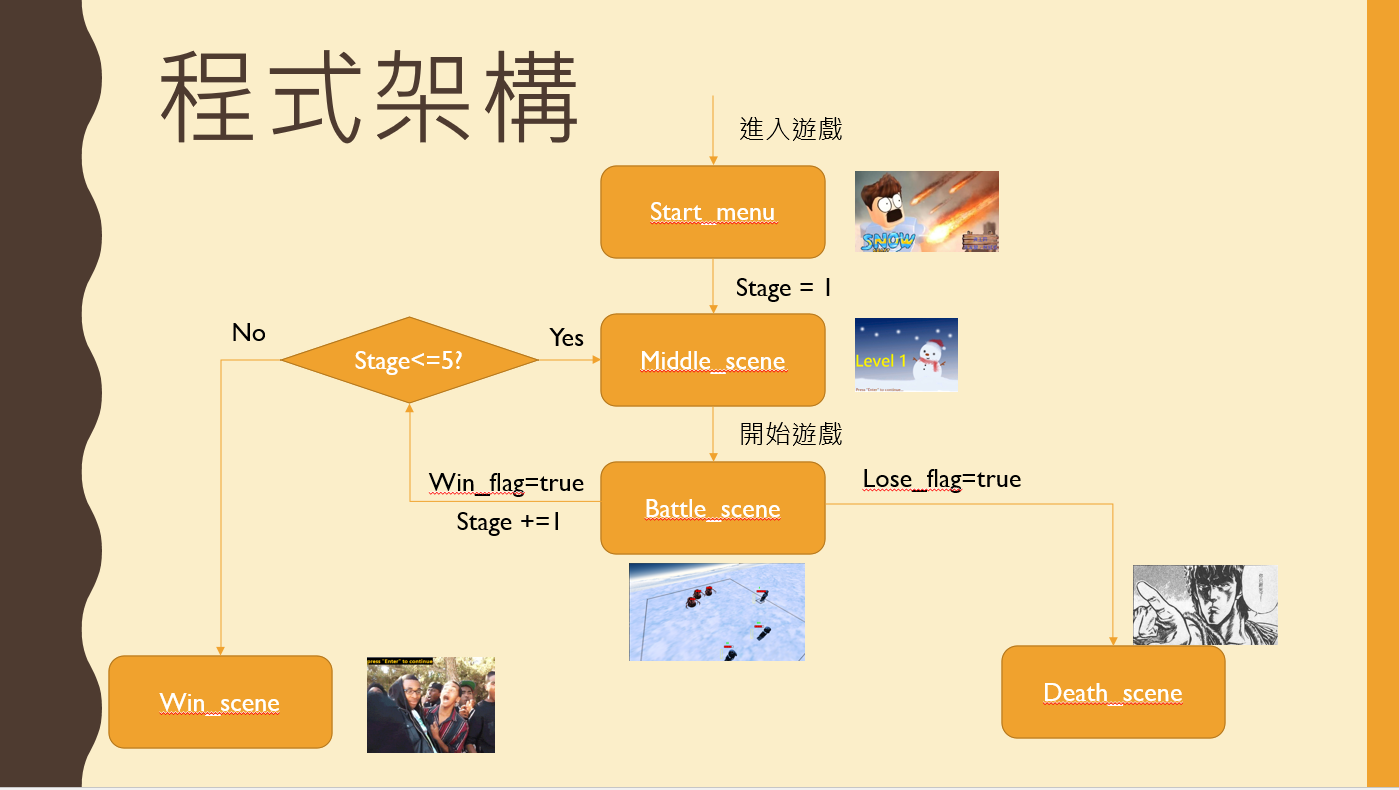 程式架構
進入遊戲
Start_menu
SNOW
Stage = 1
No
Yes
Stage<=5?
Middle_scene
Level 1
Press "Enter" to continue...
開始遊戲
Win_flag=true
Stage +=1
Battle_scene
Lose_flag=true
press "Enter" to continue
Win_scene
Death_scene